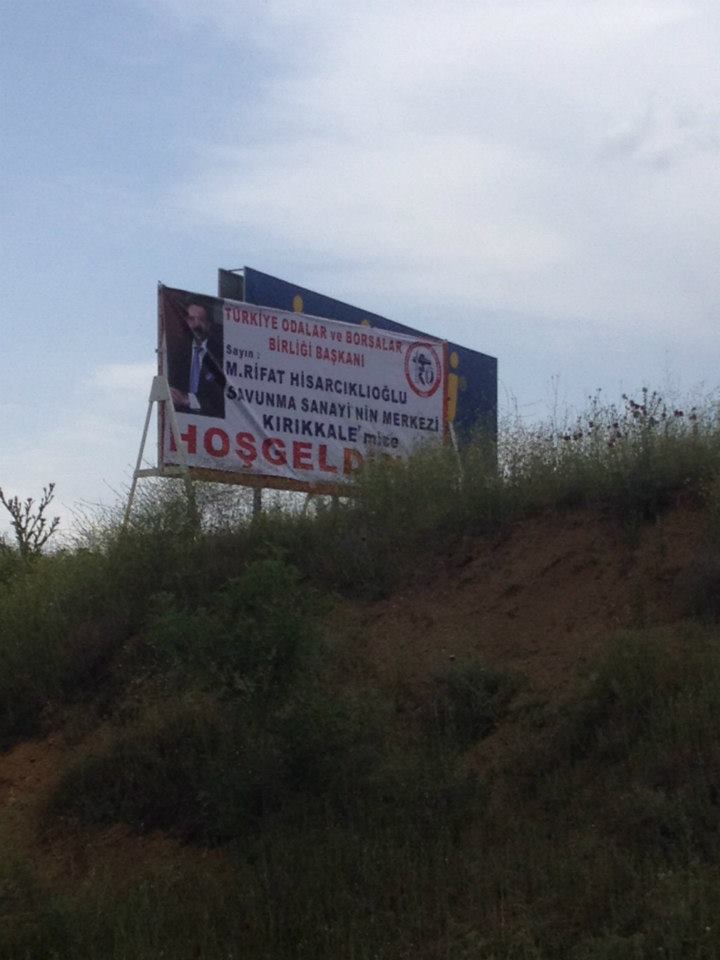 TÜRKİYE ODALAR ve BORSALAR
BİRLİĞİ BAŞKANI
Sayın :
M.RİFAT HİSARCIKLIOĞLU
SAVUNMA SANAYİ'NİN MERKEZİ
KIRIKKALE'mize